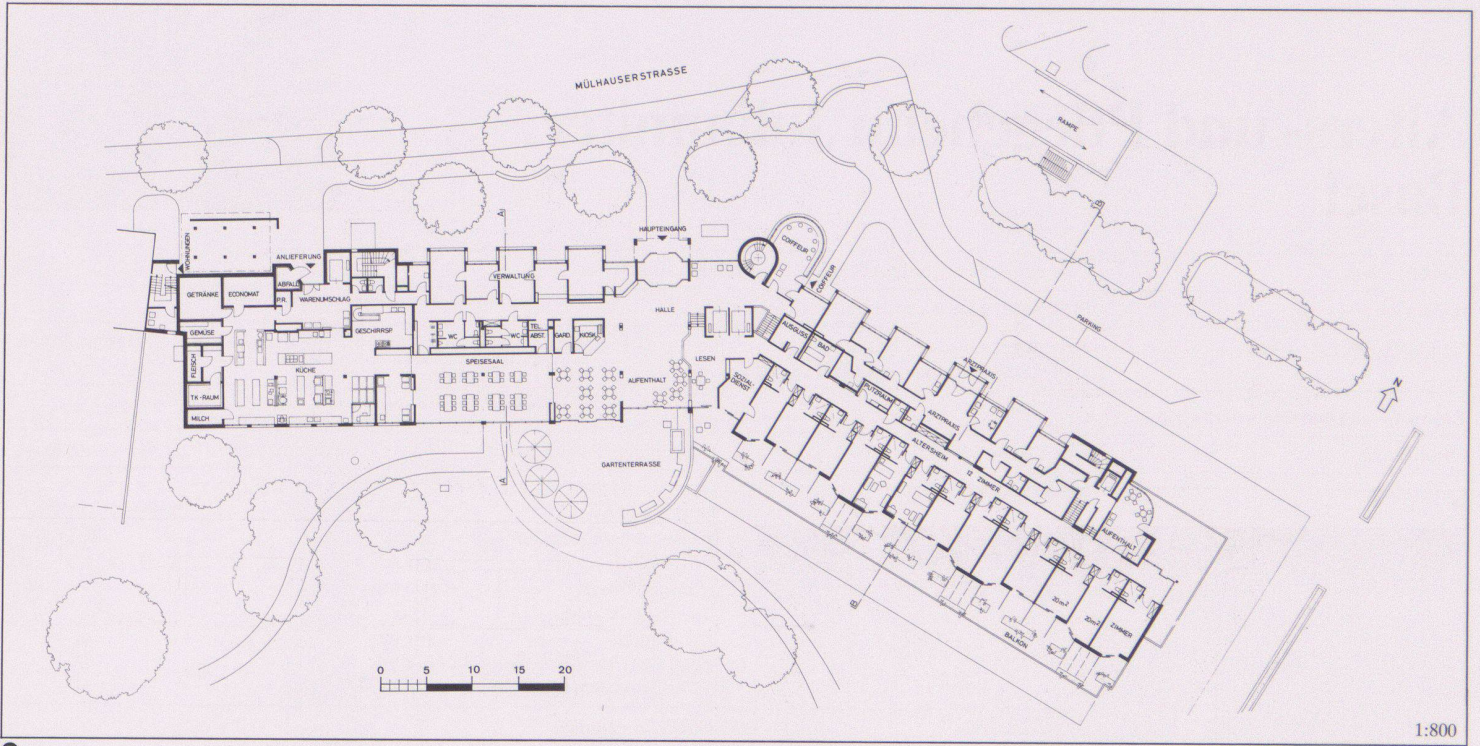 MÜLHAUSERSTRASSE
RAMPE
B
A
HAUPTEINGANG
WOHNUNGEN
COIFFEUR
ANLIEFERUNG
COIFFEUR
VERWALTUNG
ABFALL
GETRÄNKE
ECONOMAT
P.R.
WARENUMSCHLAG
HALLE
PARKING
GEMÜSE
GESCHIRRSP.
WC
WC
TEL.
ABST.
GARD.
KIOSK
AUSGUSS
BAD
FLEISCH
KÜCHE
SPEISESAAL
LESEN
AUFENTHALT
SOZIAL-
DIENST
PUTZRAUM
ARZTPRAXIS
ARZTPRAXIS
N
TK-RAUM
MILCH
ALTERSHEIM
12 ZIMMER
GARTENTERRASSE
A
AUFENTHALT
B
20m²
20m²
ZIMMER
BALKON
0 5 10 15 20
1:800